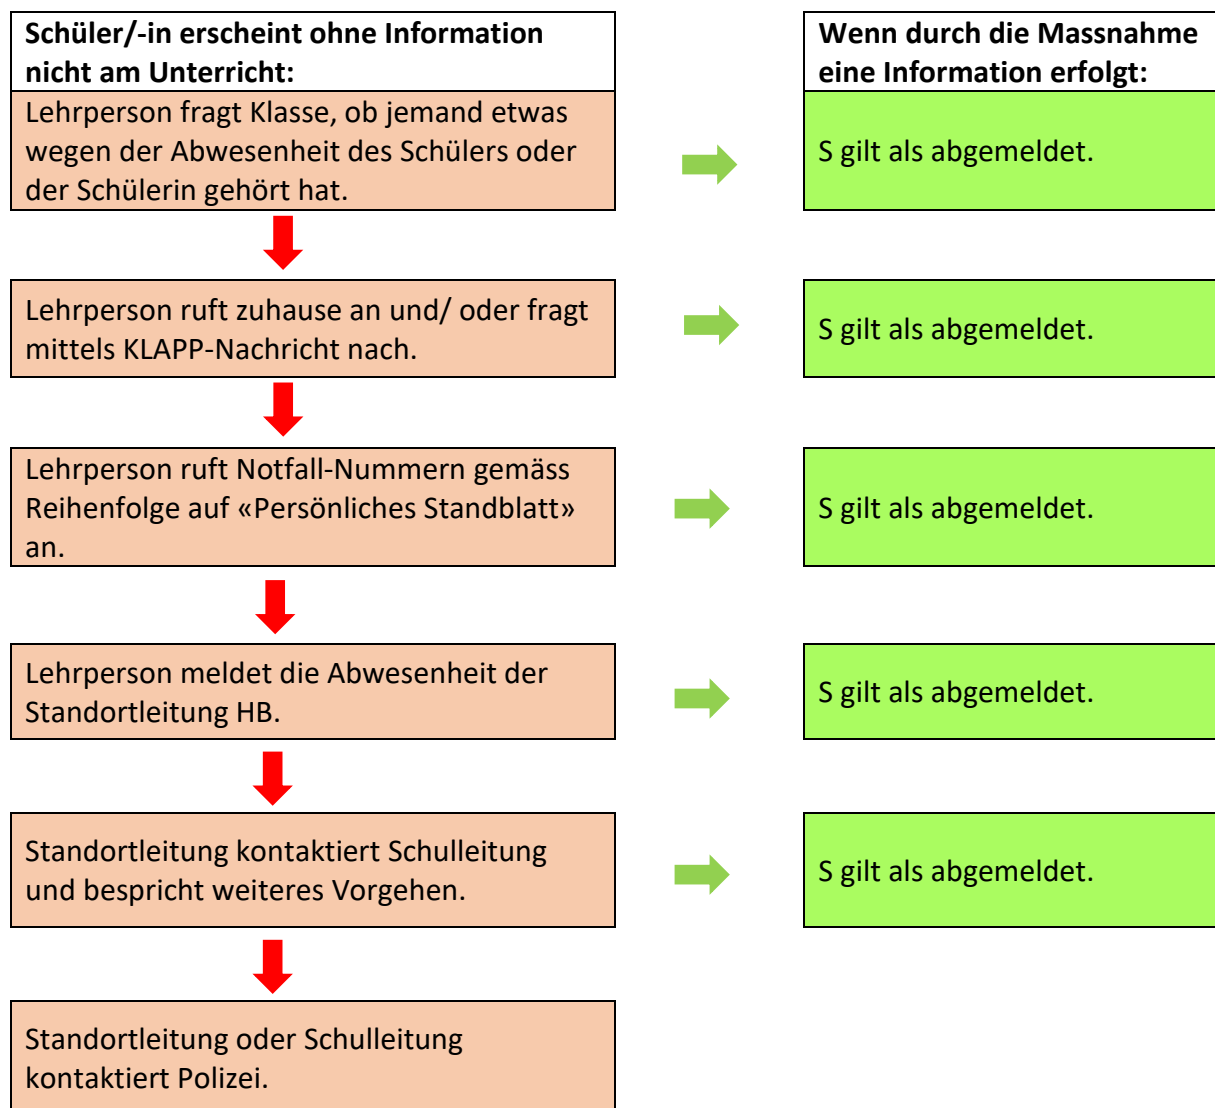 Schüler/-in erscheint ohne Information
nicht am Unterricht:
Wenn durch die Massnahme
eine Information erfolgt:
Lehrperson fragt Klasse, ob jemand etwas
wegen der Abwesenheit des Schülers oder
der Schülerin gehört hat.
S gilt als abgemeldet.
Lehrperson ruft zuhause an und/ oder fragt
mittels KLAPP-Nachricht nach.
S gilt als abgemeldet.
Lehrperson ruft Notfall-Nummern gemäss
Reihenfolge auf «Persönliches Standblatt»
an.
S gilt als abgemeldet.
Lehrperson meldet die Abwesenheit der
Standortleitung HB.
S gilt als abgemeldet.
Standortleitung kontaktiert Schulleitung
und bespricht weiteres Vorgehen.
S gilt als abgemeldet.
Standortleitung oder Schulleitung
kontaktiert Polizei.